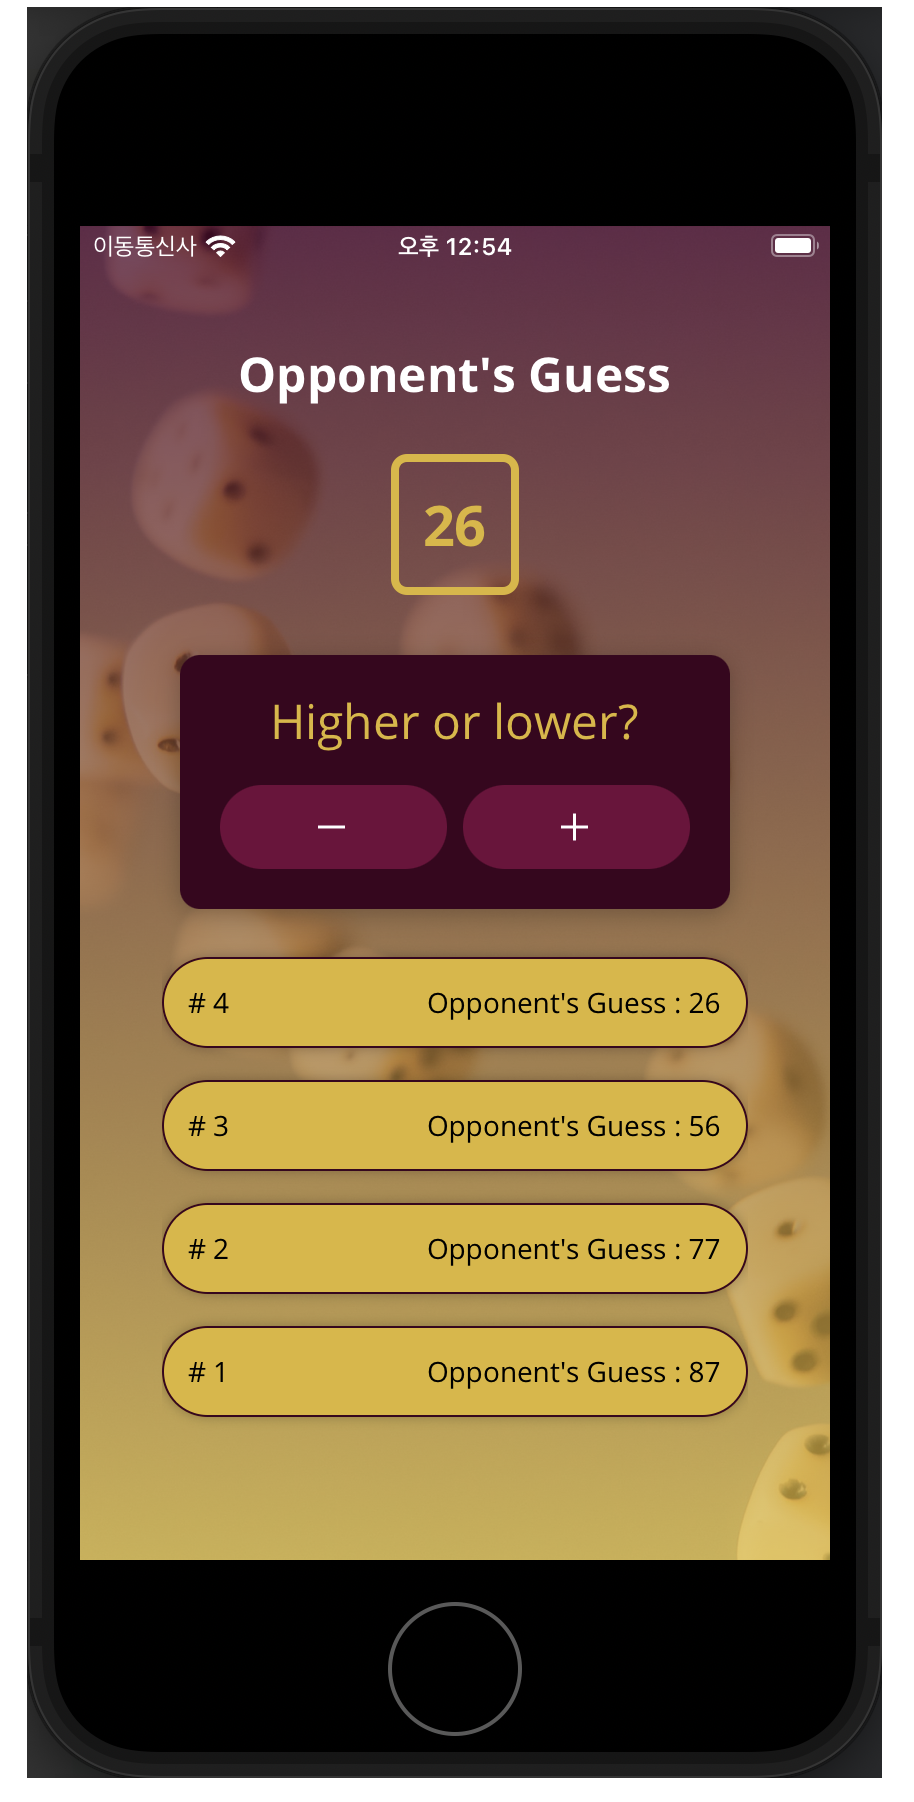 이동통신사 오후 12:54
Opponent's Guess
26
Higher or lower?
− +
# 4 Opponent's Guess : 26
# 3 Opponent's Guess : 56
# 2 Opponent's Guess : 77
# 1 Opponent's Guess : 87